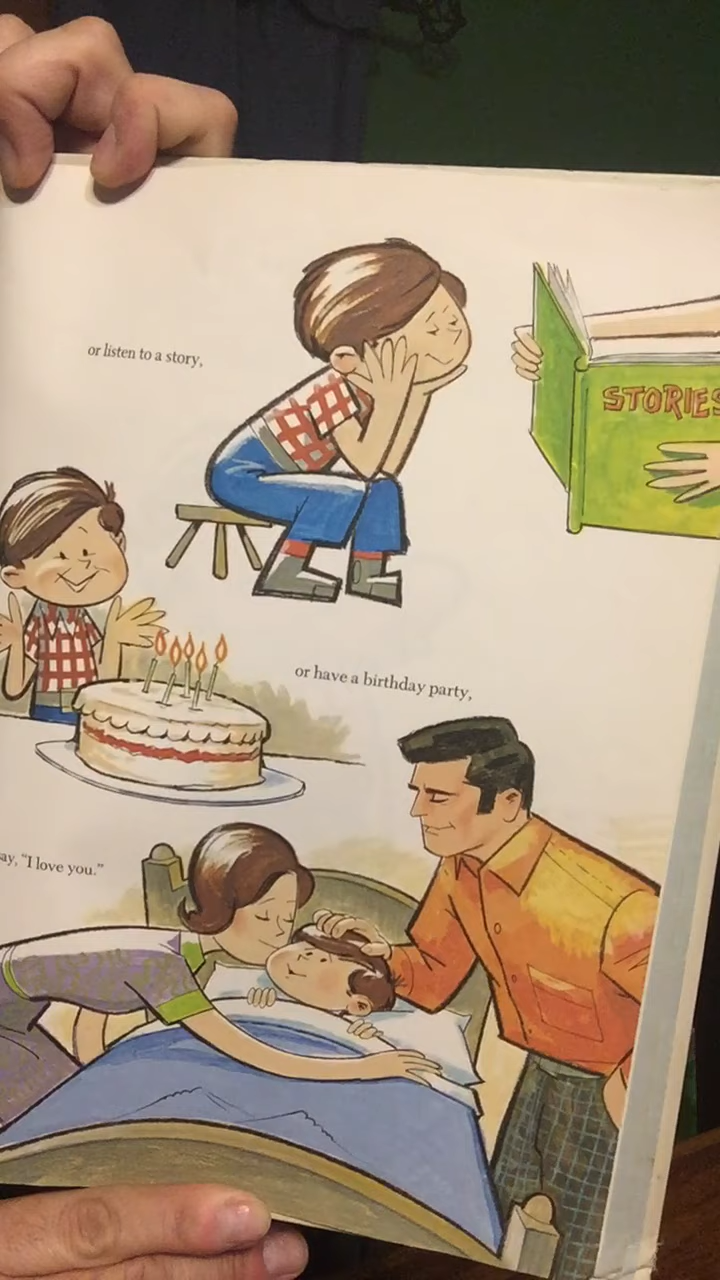 or listen to a story,
STORIES
or have a birthday party,
ay, "I love you."